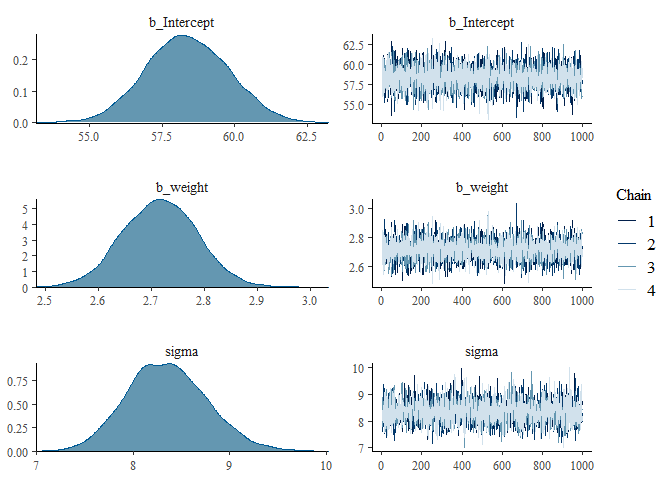 b_Intercept
b_Intercept
0.2
0.1
0.0
55.0 57.5 60.0 62.5
62.5
60.0
57.5
55.0
0 200 400 600 800 1000
b_weight
b_weight
5
4
3
2
1
0
2.5 2.6 2.7 2.8 2.9 3.0
3.0
2.8
2.6
0 200 400 600 800 1000
Chain
1
2
3
4
sigma
sigma
0.75
0.50
0.25
0.00
7 8 9 10
10
9
8
7
0 200 400 600 800 1000